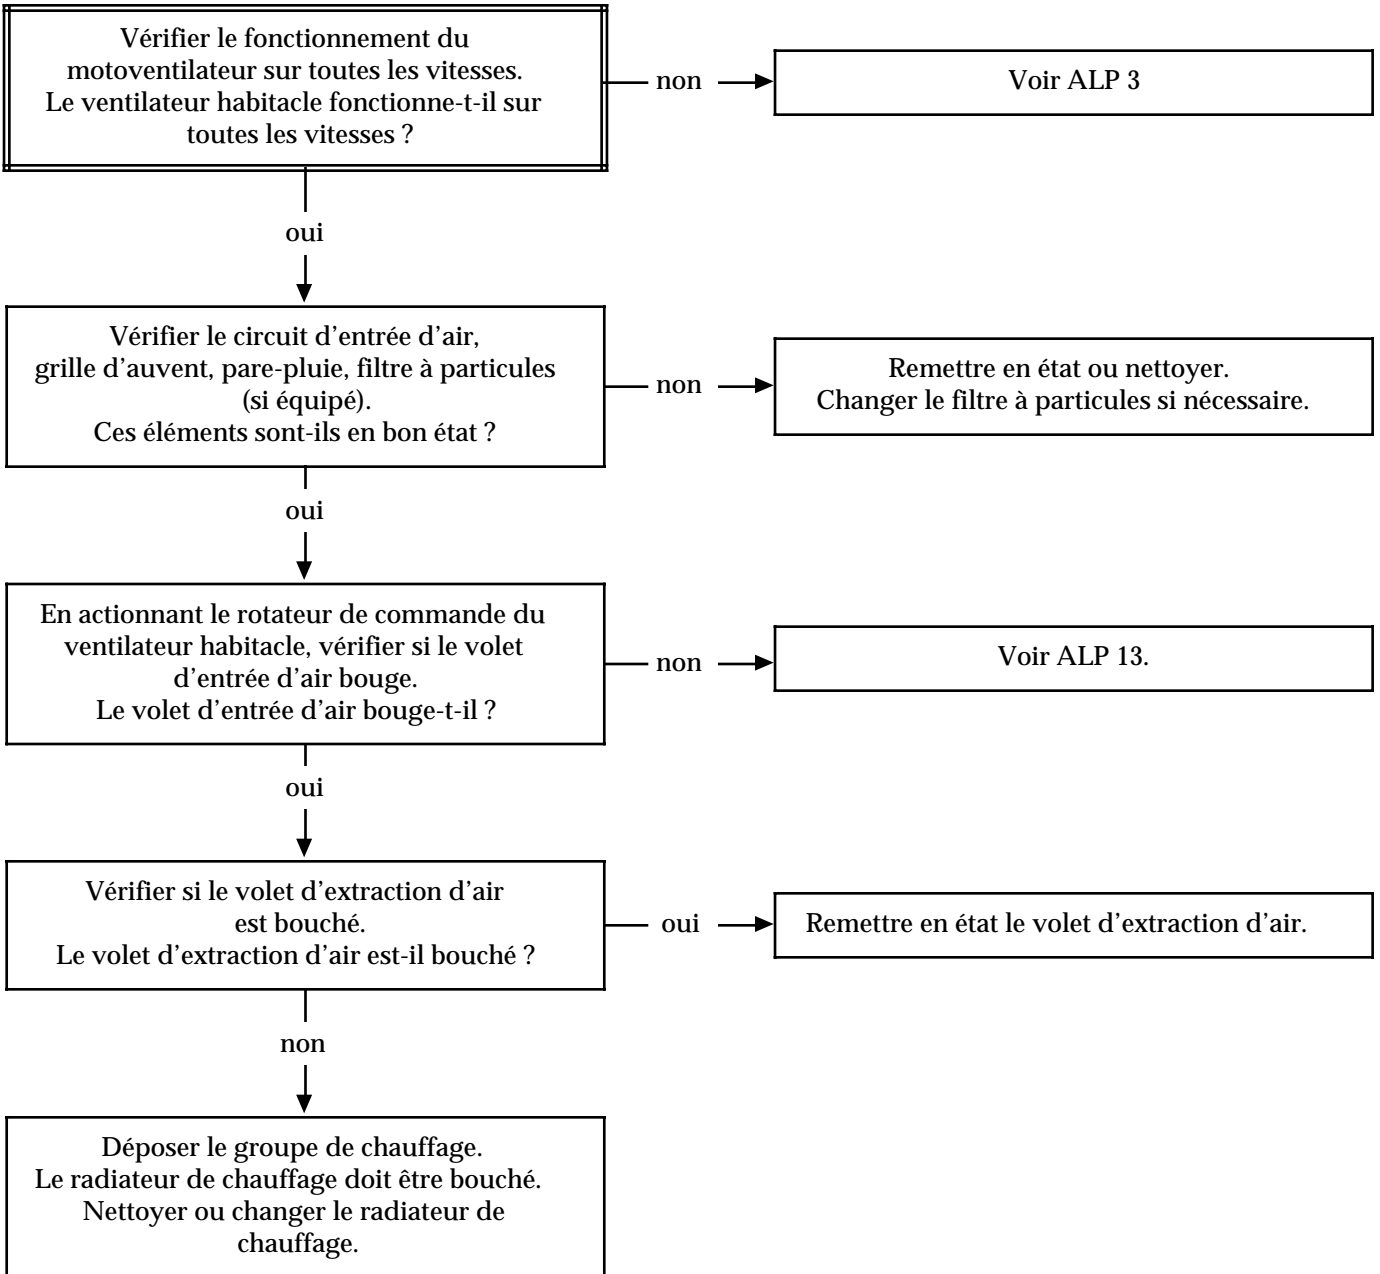 Vérifier le fonctionnement du
motoventilateur sur toutes les vitesses.
Le ventilateur habitacle fonctionne-t-il sur
toutes les vitesses ?
non
Voir ALP 3
oui
Vérifier le circuit d’entrée d’air,
grille d’auvent, pare-pluie, filtre à particules
(si équipé).
Ces éléments sont-ils en bon état ?
non
Remettre en état ou nettoyer.
Changer le filtre à particules si nécessaire.
oui
En actionnant le rotateur de commande du
ventilateur habitacle, vérifier si le volet
d’entrée d’air bouge.
Le volet d’entrée d’air bouge-t-il ?
non
Voir ALP 13.
oui
Vérifier si le volet d’extraction d’air
est bouché.
Le volet d’extraction d’air est-il bouché ?
oui
Remettre en état le volet d’extraction d’air.
non
Déposer le groupe de chauffage.
Le radiateur de chauffage doit être bouché.
Nettoyer ou changer le radiateur de
chauffage.